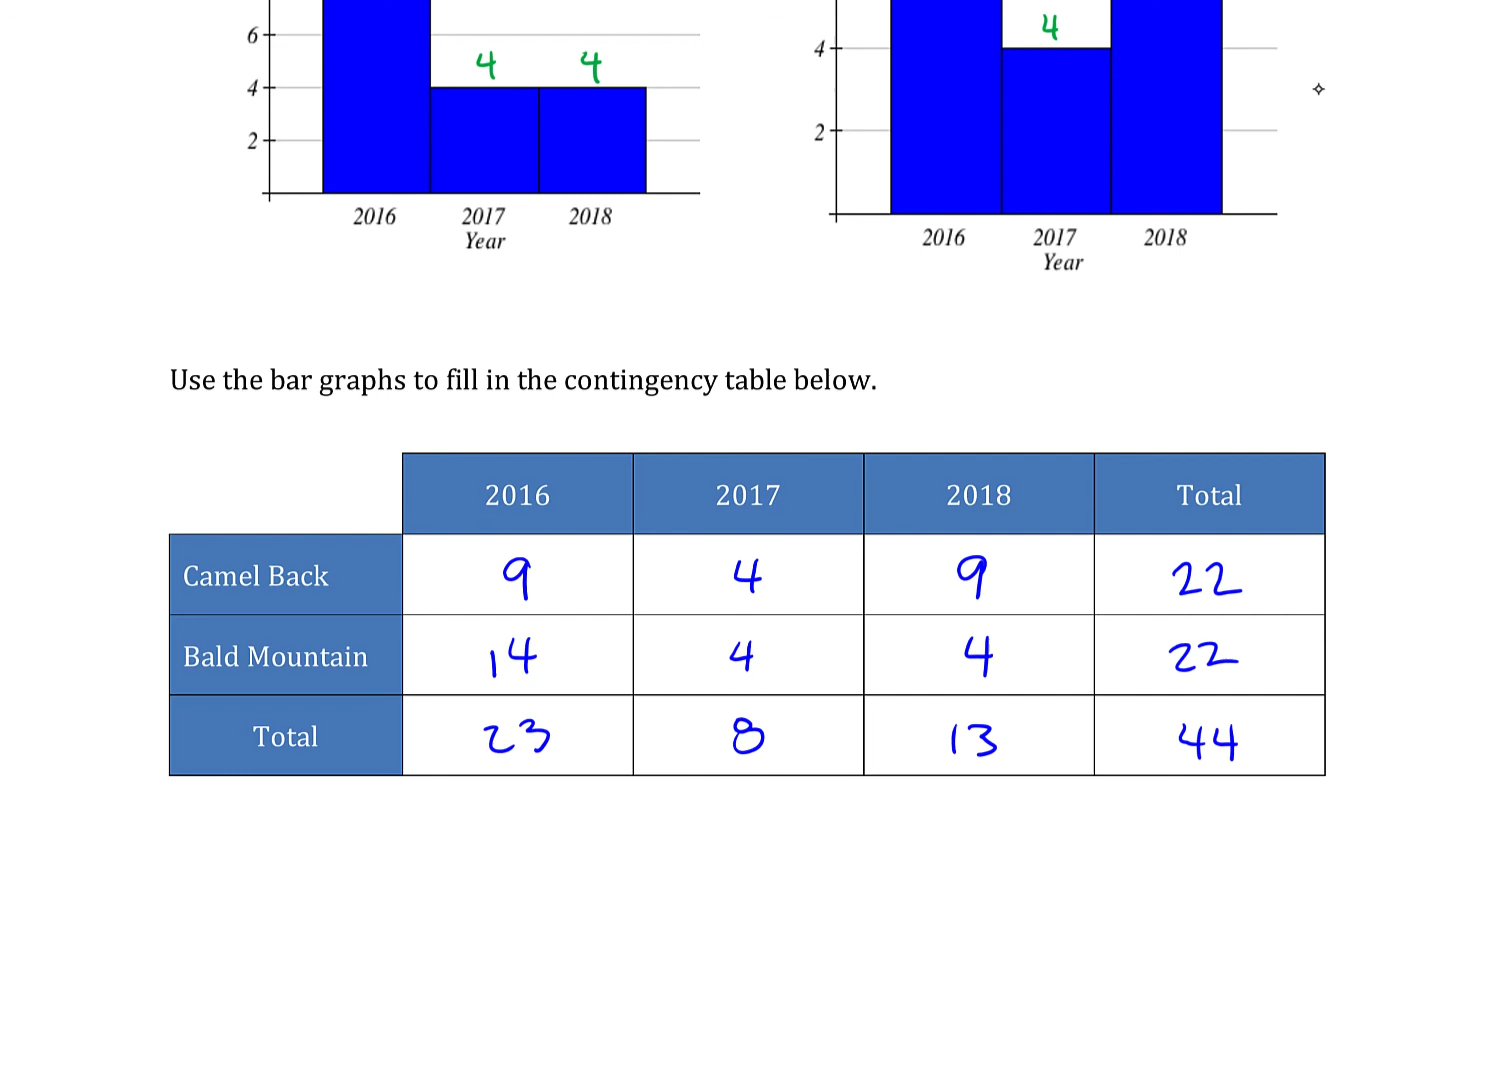 6
4
2
4 4
2016 2017 2018
Year
4
2
4
2016 2017 2018
Year
Use the bar graphs to fill in the contingency table below.
2016 2017 2018 Total
Camel Back 9 4 9 22
Bald Mountain 14 4 4 22
Total 23 8 13 44